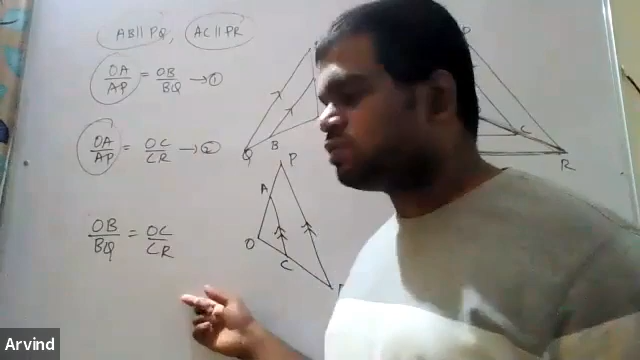 AB||PQ, AC||PR
OA/AP = OB/BQ → ①
OA/AP = OC/CR → ②
OB/BQ = OC/CR
Q B
C R
P
A
O
C
Arvind